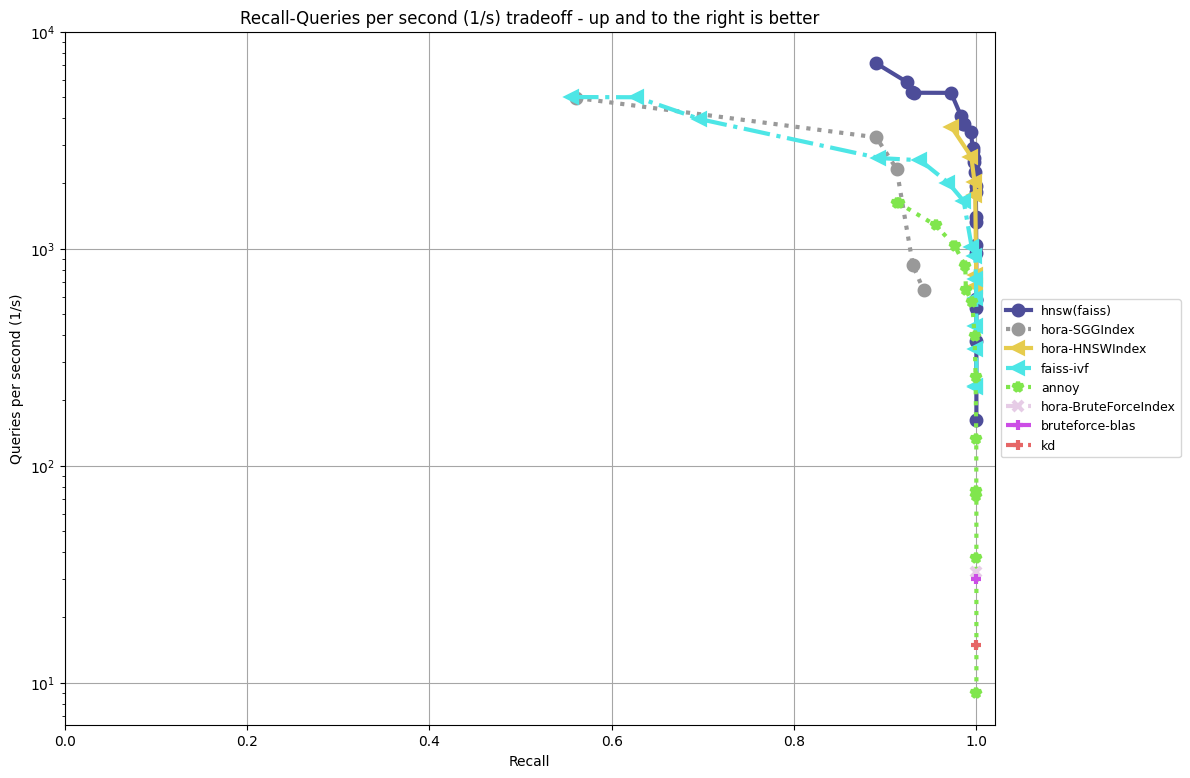 Recall-Queries per second (1/s) tradeoff - up and to the right is better
Queries per second (1/s)
10^4
10^3
10^2
10^1
0.0 0.2 0.4 0.6 0.8 1.0
Recall
hnsw(faiss)
hora-SGGIndex
hora-HNSWIndex
faiss-ivf
annoy
hora-BruteForceIndex
bruteforce-blas
kd